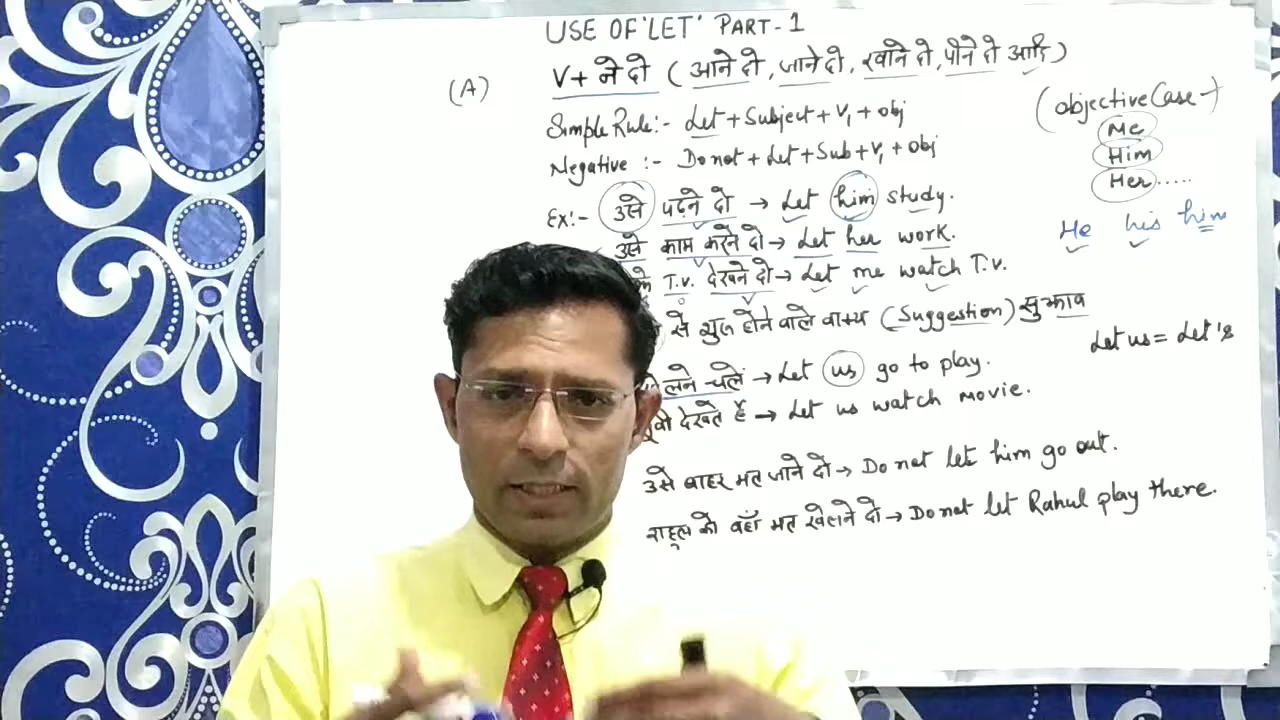 USE OF 'LET' PART-1
(A) V+ ने दो ( आने दो, जाने दो, खाने दो, पीने दो आदि )
Simple Rule:- Let + Subject + V1 + obj
Negative :- Do not + Let + Sub + V1 + Obj
(objective Case →)
Me
Him
Her.....
He his him
Ex:- उसे पढ़ने दो → Let him study.
उसे काम करने दो → Let her work.
T.V. देखने दो → Let me watch T.V.
से शुरू होने वाले वाक्य (Suggestion) सुझाव
Let us = Let's
चलें → Let us go to play.
देखते हैं → Let us watch movie.
उसे बाहर मत जाने दो → Do not let him go out.
राहुल को वहाँ मत खेलने दो → Do not let Rahul play there.